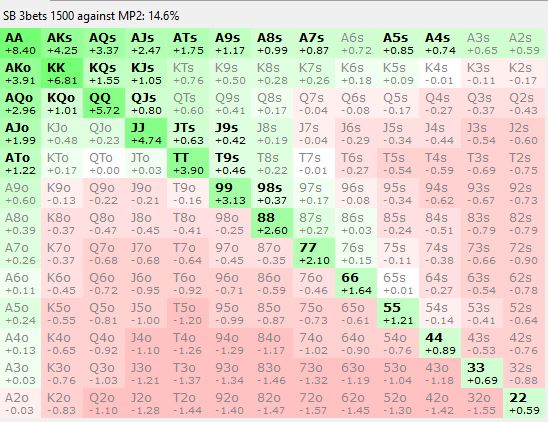 SB 3bets 1500 against MP2: 14.6%
AA AKs AQs AJs ATs A9s A8s A7s A6s A5s A4s A3s A2s
+8.40 +4.25 +3.37 +2.47 +1.75 +1.17 +0.99 +0.87 +0.72 +0.85 +0.74 +0.65 +0.59
AKo KK KQs KJs KTs K9s K8s K7s K6s K5s K4s K3s K2s
+3.91 +6.81 +1.55 +1.05 +0.76 +0.50 +0.28 +0.26 +0.18 +0.09 -0.01 -0.11 -0.17
AQo KQo QQ QJs QTs Q9s Q8s Q7s Q6s Q5s Q4s Q3s Q2s
+2.96 +1.01 +5.72 +0.80 +0.60 +0.41 +0.17 -0.04 -0.08 -0.17 -0.27 -0.37 -0.43
AJo KJo QJo JJ JTs J9s J8s J7s J6s J5s J4s J3s J2s
+1.99 +0.48 +0.23 +4.74 +0.63 +0.42 +0.19 -0.04 -0.29 -0.34 -0.44 -0.54 -0.60
ATo KTo QTo JTo TT T9s T8s T7s T6s T5s T4s T3s T2s
+1.22 +0.17 +0.00 +0.03 +3.90 +0.46 +0.22 -0.01 -0.27 -0.54 -0.59 -0.69 -0.75
A9o K9o Q9o J9o T9o 99 98s 97s 96s 95s 94s 93s 92s
+0.60 -0.13 -0.22 -0.21 -0.16 +3.13 +0.37 +0.17 -0.08 -0.34 -0.62 -0.67 -0.73
A8o K8o Q8o J8o T8o 98o 88 87s 86s 85s 84s 83s 82s
+0.39 -0.37 -0.47 -0.48 -0.41 -0.25 +2.60 +0.27 +0.03 -0.24 -0.51 -0.79 -0.79
A7o K7o Q7o J7o T7o 97o 87o 77 76s 75s 74s 73s 72s
+0.26 -0.37 -0.68 -0.68 -0.64 -0.45 -0.35 +2.10 +0.15 -0.11 -0.38 -0.66 -0.90
A6o K6o Q6o J6o T6o 96o 86o 76o 66 65s 64s 63s 62s
+0.11 -0.45 -0.72 -0.95 -0.92 -0.71 -0.59 -0.46 +1.64 +0.01 -0.27 -0.54 -0.78
A5o K5o Q5o J5o T5o 95o 85o 75o 65o 55 54s 53s 52s
+0.24 -0.55 -0.81 -1.00 -1.20 -0.99 -0.87 -0.73 -0.61 +1.21 -0.14 -0.41 -0.64
A4o K4o Q4o J4o T4o 94o 84o 74o 64o 54o 44 43s 42s
+0.13 -0.65 -0.92 -1.10 -1.26 -1.29 -1.17 -1.02 -0.90 -0.76 +0.89 -0.53 -0.76
A3o K3o Q3o J3o T3o 93o 83o 73o 63o 53o 43o 33 32s
+0.03 -0.76 -1.03 -1.21 -1.37 -1.34 -1.46 -1.32 -1.19 -1.04 -1.18 +0.69 -0.88
A2o K2o Q2o J2o T2o 92o 82o 72o 62o 52o 42o 32o 22
-0.03 -0.83 -1.10 -1.28 -1.44 -1.40 -1.47 -1.57 -1.45 -1.30 -1.42 -1.55 +0.59